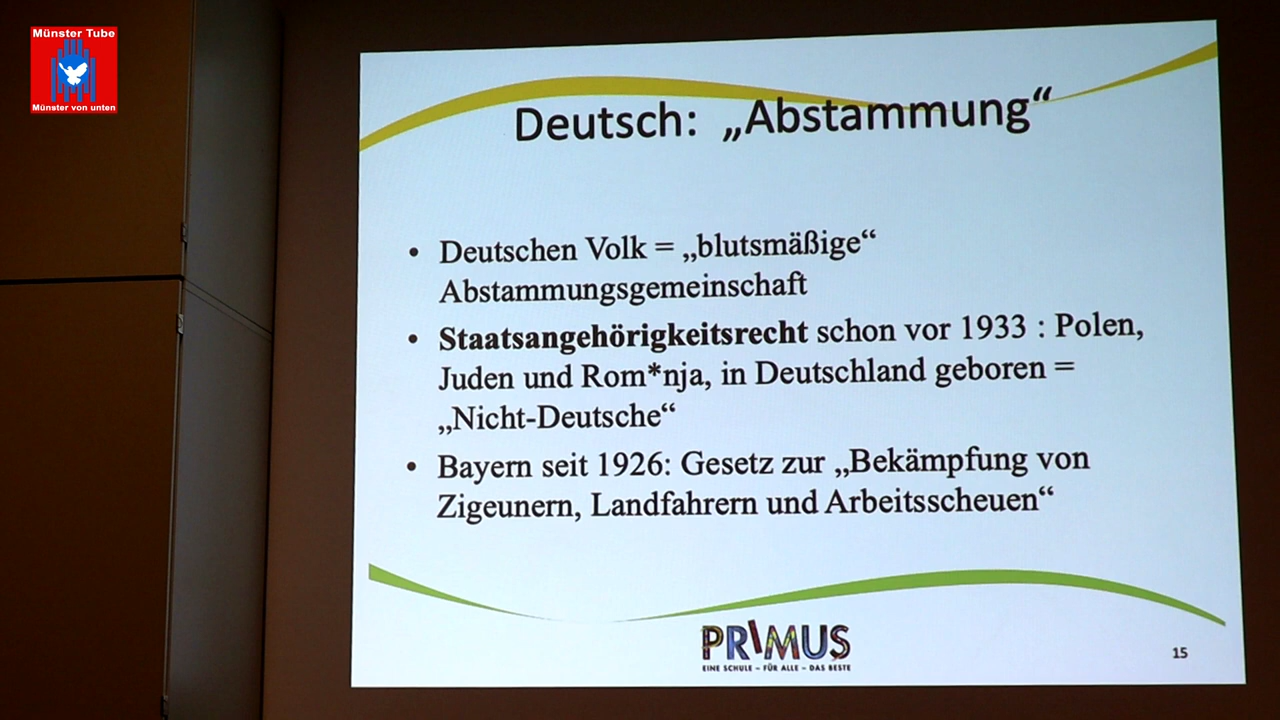 Münster Tube
Münster von unten
Deutsch: „Abstammung“
• Deutschen Volk = „blutsmäßige“
Abstammungsgemeinschaft
• Staatsangehörigkeitsrecht schon vor 1933 : Polen,
Juden und Rom*nja, in Deutschland geboren =
„Nicht-Deutsche“
• Bayern seit 1926: Gesetz zur „Bekämpfung von
Zigeunern, Landfahrern und Arbeitsscheuen“
PRIMUS
EINE SCHULE – FÜR ALLE – DAS BESTE
15